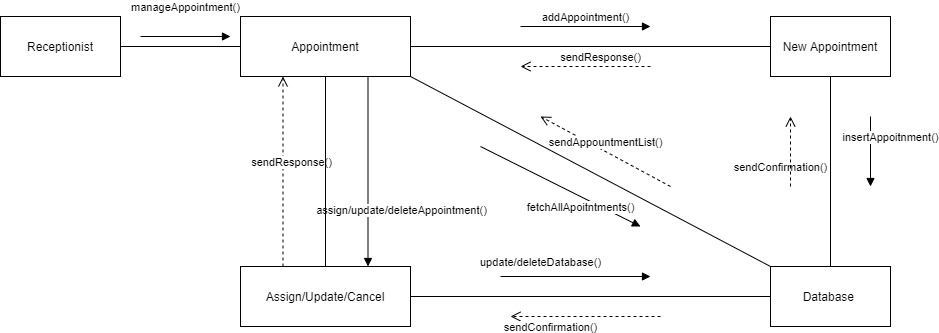 manageAppointment()
addAppointment()
Receptionist
Appointment
New Appointment
sendResponse()
insertAppoitnment()
sendAppountmentList()
sendResponse()
sendConfirmation()
fetchAllApoitntments()
assign/update/deleteAppointment()
update/deleteDatabase()
Assign/Update/Cancel
Database
sendConfirmation()